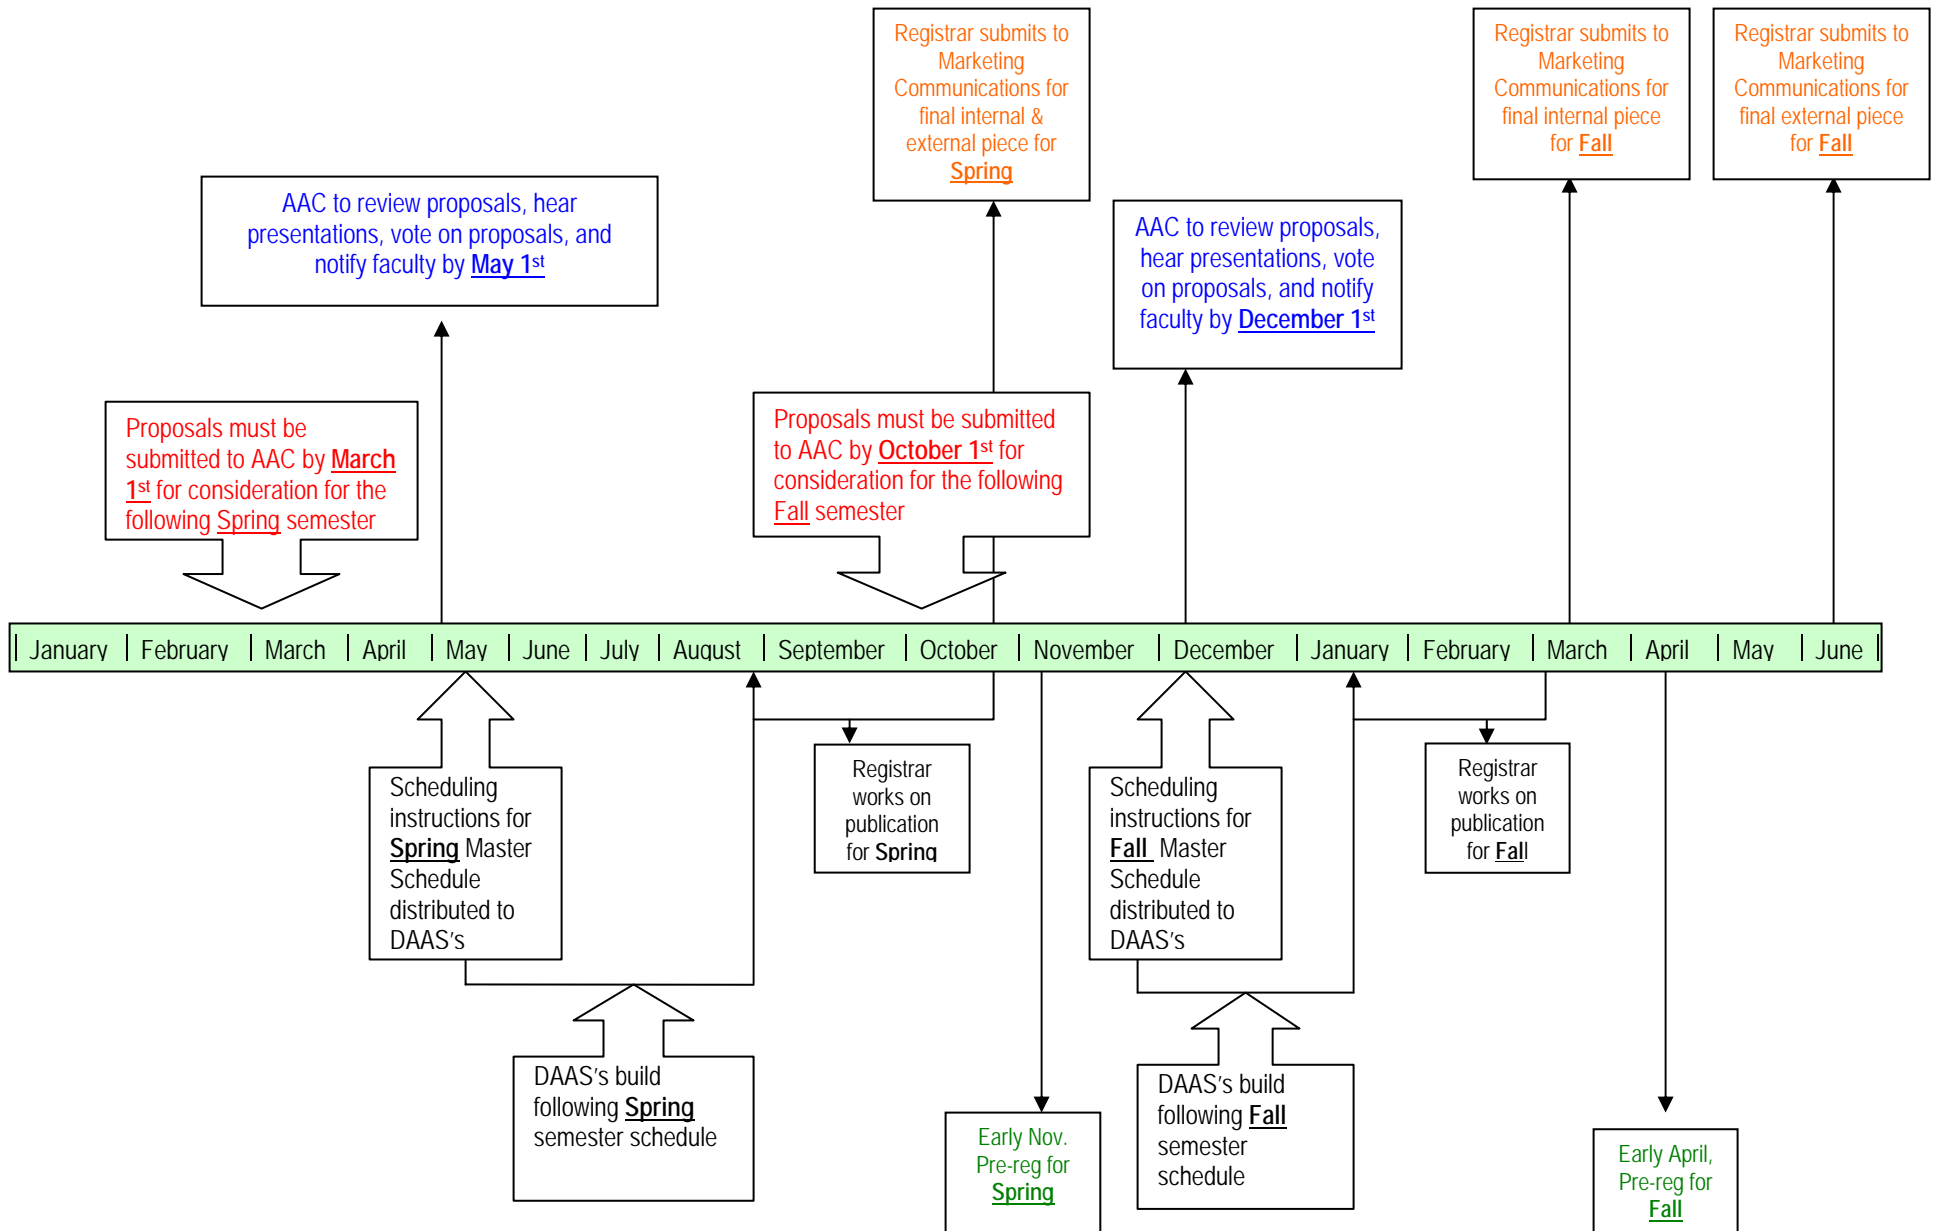 Registrar submits to
Marketing
Communications for
final internal &
external piece for
Spring
Registrar submits to
Marketing
Communications for
final internal piece
for Fall
Registrar submits to
Marketing
Communications for
final external piece
for Fall
AAC to review proposals, hear
presentations, vote on proposals, and
notify faculty by May 1st
AAC to review proposals,
hear presentations, vote
on proposals, and notify
faculty by December 1st
Proposals must be
submitted to AAC by March
1st for consideration for the
following Spring semester
Proposals must be submitted
to AAC by October 1st for
consideration for the following
Fall semester
| January | February | March | April | May | June | July | August | September | October | November | December | January | February | March | April | May | June |
Scheduling
instructions for
Spring Master
Schedule
distributed to
DAAS's
Registrar
works on
publication
for Spring
Scheduling
instructions for
Fall Master
Schedule
distributed to
DAAS's
Registrar
works on
publication
for Fall
DAAS's build
following Spring
semester schedule
Early Nov.
Pre-reg for
Spring
DAAS's build
following Fall
semester
schedule
Early April,
Pre-reg for
Fall